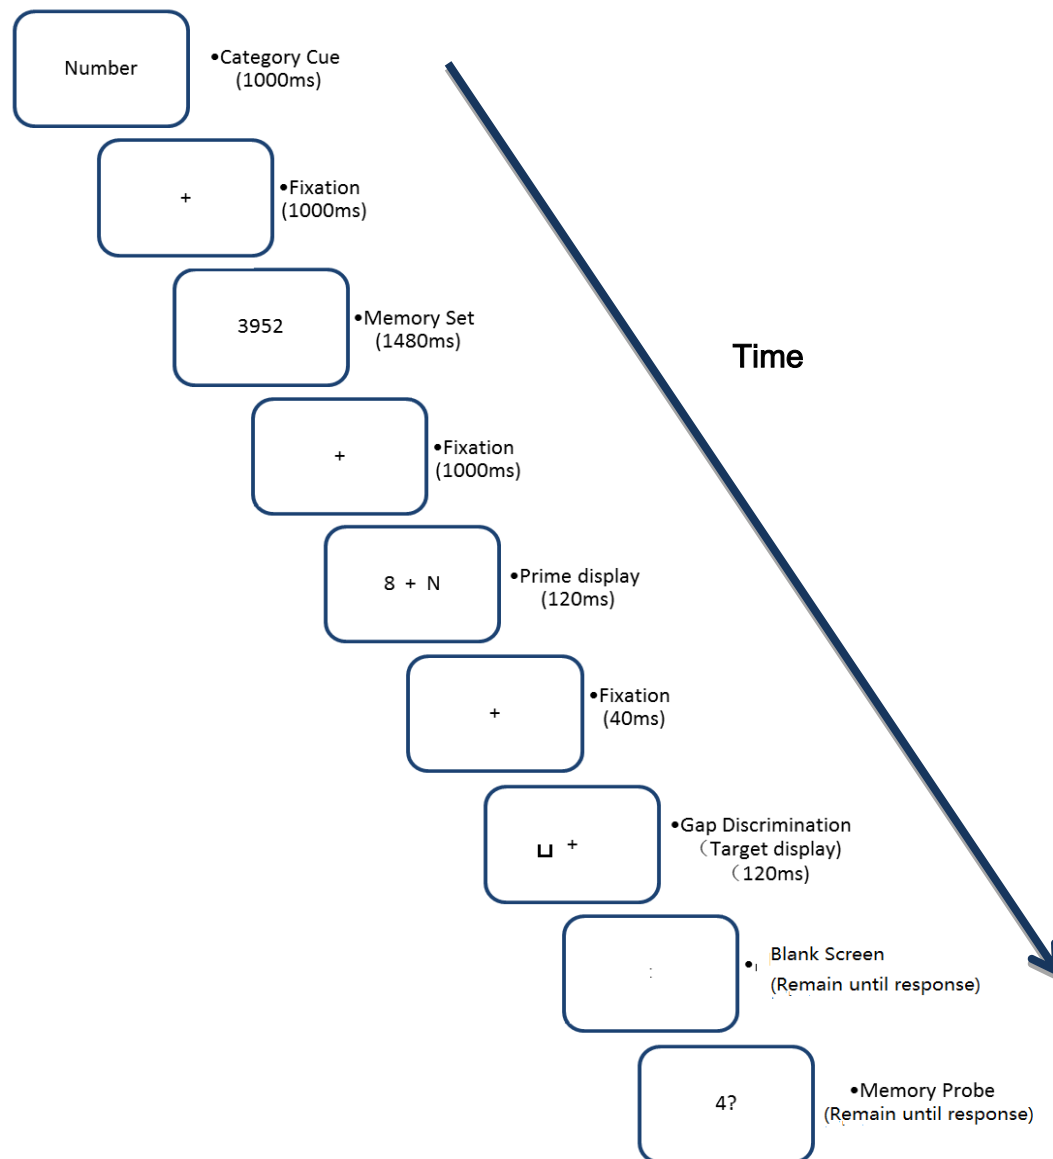 Number
•Category Cue
(1000ms)
+
•Fixation
(1000ms)
3952
•Memory Set
(1480ms)
Time
+
•Fixation
(1000ms)
8 + N
•Prime display
(120ms)
+
•Fixation
(40ms)
+
•Gap Discrimination
（Target display)
（120ms)
:
• Blank Screen
(Remain until response)
4?
•Memory Probe
(Remain until response)